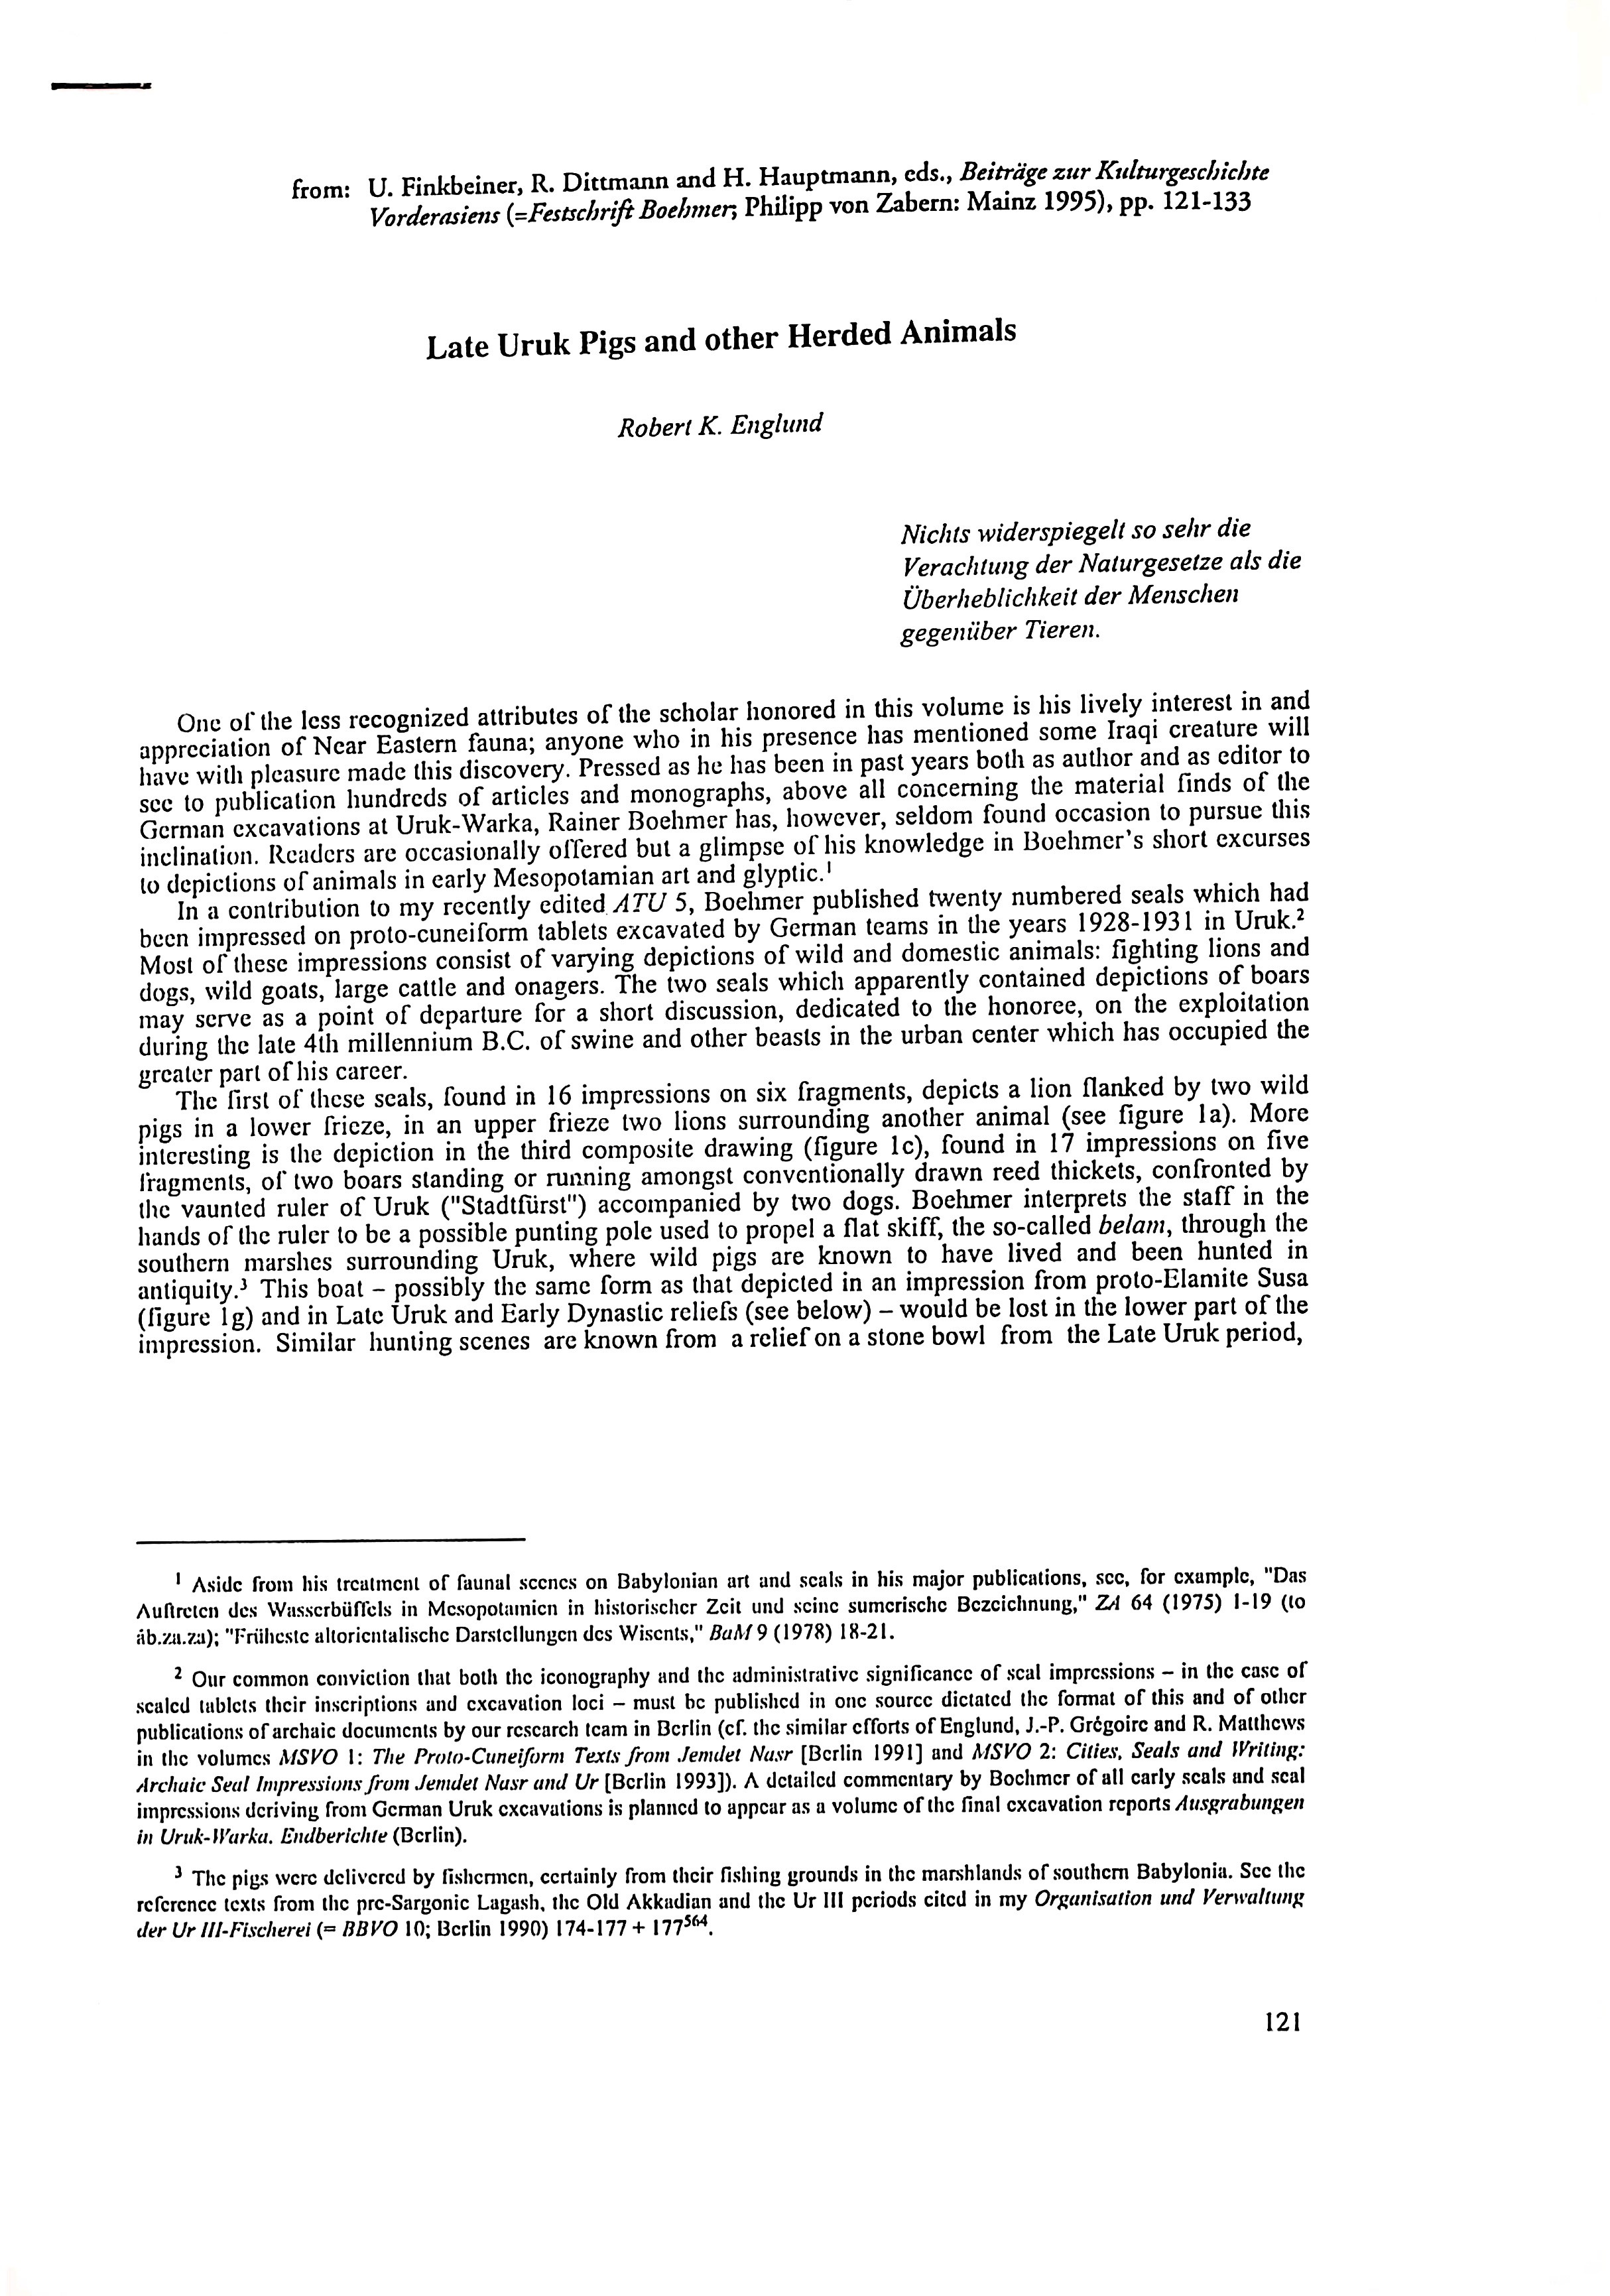 from: U. Finkbeiner, R. Dittmann and H. Hauptmann, eds., Beiträge zur Kulturgeschichte
Vorderasiens (=Festschrift Boehmer; Philipp von Zabern: Mainz 1995), pp. 121-133
Late Uruk Pigs and other Herded Animals
Robert K. Englund
Nichts widerspiegelt so sehr die
Verachtung der Naturgesetze als die
Überheblichkeit der Menschen
gegenüber Tieren.
One of the less recognized attributes of the scholar honored in this volume is his lively interest in and
appreciation of Near Eastern fauna; anyone who in his presence has mentioned some Iraqi creature will
have with pleasure made this discovery. Pressed as he has been in past years both as author and as editor to
see to publication hundreds of articles and monographs, above all concerning the material finds of the
German excavations at Uruk-Warka, Rainer Boehmer has, however, seldom found occasion to pursue this
inclination. Readers are occasionally offered but a glimpse of his knowledge in Boehmer's short excurses
to depictions of animals in early Mesopotamian art and glyptic.¹
In a contribution to my recently edited ATU 5, Boehmer published twenty numbered seals which had
been impressed on proto-cuneiform tablets excavated by German teams in the years 1928-1931 in Uruk.²
Most of these impressions consist of varying depictions of wild and domestic animals: fighting lions and
dogs, wild goats, large cattle and onagers. The two seals which apparently contained depictions of boars
may serve as a point of departure for a short discussion, dedicated to the honoree, on the exploitation
during the late 4th millennium B.C. of swine and other beasts in the urban center which has occupied the
greater part of his career.
The first of these seals, found in 16 impressions on six fragments, depicts a lion flanked by two wild
pigs in a lower frieze, in an upper frieze two lions surrounding another animal (see figure 1a). More
interesting is the depiction in the third composite drawing (figure 1c), found in 17 impressions on five
fragments, of two boars standing or running amongst conventionally drawn reed thickets, confronted by
the vaunted ruler of Uruk ("Stadtfürst") accompanied by two dogs. Boehmer interprets the staff in the
hands of the ruler to be a possible punting pole used to propel a flat skiff, the so-called belam, through the
southern marshes surrounding Uruk, where wild pigs are known to have lived and been hunted in
antiquity.³ This boat – possibly the same form as that depicted in an impression from proto-Elamite Susa
(figure 1g) and in Late Uruk and Early Dynastic reliefs (see below) – would be lost in the lower part of the
impression. Similar hunting scenes are known from a relief on a stone bowl from the Late Uruk period,
¹ Aside from his treatment of faunal scenes on Babylonian art and seals in his major publications, see, for example, "Das
Auftreten des Wasserbüffels in Mesopotamien in historischer Zeit und seine sumerische Bezeichnung," ZA 64 (1975) 1-19 (to
áb.za.za); "Früheste altorientalische Darstellungen des Wisents," BaM 9 (1978) 18-21.
² Our common conviction that both the iconography and the administrative significance of seal impressions – in the case of
sealed tablets their inscriptions and excavation loci – must be published in one source dictated the format of this and of other
publications of archaic documents by our research team in Berlin (cf. the similar efforts of Englund, J.-P. Grégoire and R. Matthews
in the volumes MSVO 1: The Proto-Cuneiform Texts from Jemdet Nasr [Berlin 1991] and MSVO 2: Cities, Seals and Writing:
Archaic Seal Impressions from Jemdet Nasr and Ur [Berlin 1993]). A detailed commentary by Boehmer of all early seals and seal
impressions deriving from German Uruk excavations is planned to appear as a volume of the final excavation reports Ausgrabungen
in Uruk-Warka. Endberichte (Berlin).
³ The pigs were delivered by fishermen, certainly from their fishing grounds in the marshlands of southern Babylonia. See the
reference texts from the pre-Sargonic Lagash, the Old Akkadian and the Ur III periods cited in my Organisation und Verwaltung
der Ur III-Fischerei (= BBVO 10; Berlin 1990) 174-177 + 177⁵⁶⁴.
121